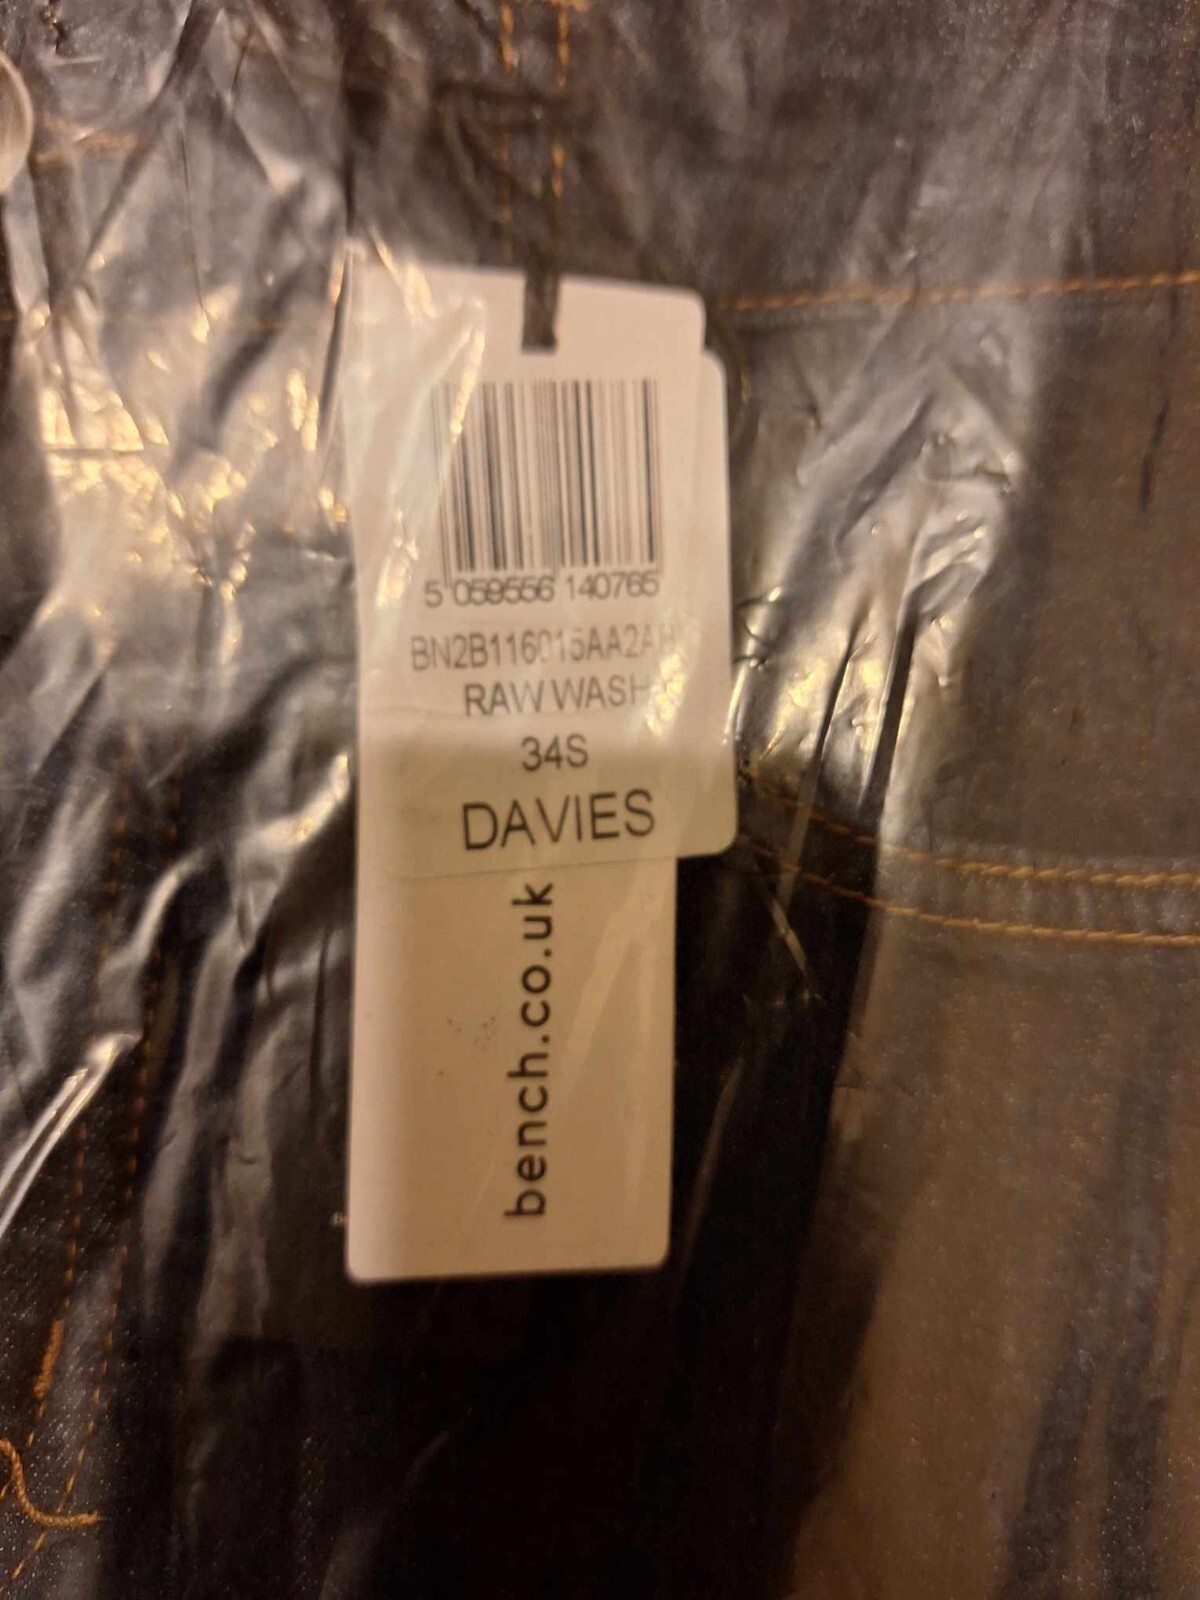 5 059556 140765
RAW WASH
34S
DAVIES
bench.co.uk